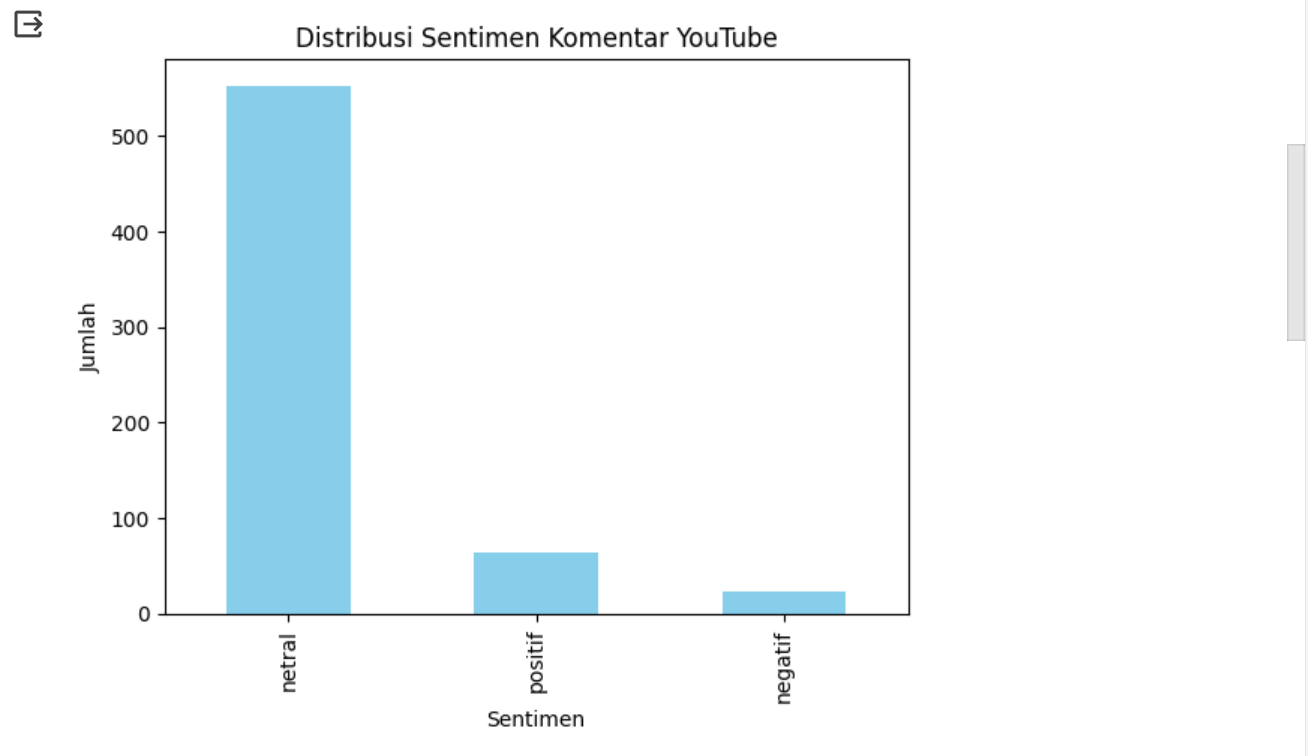 Distribusi Sentimen Komentar YouTube
Jumlah
500
400
300
200
100
0
netral
positif
negatif
Sentimen